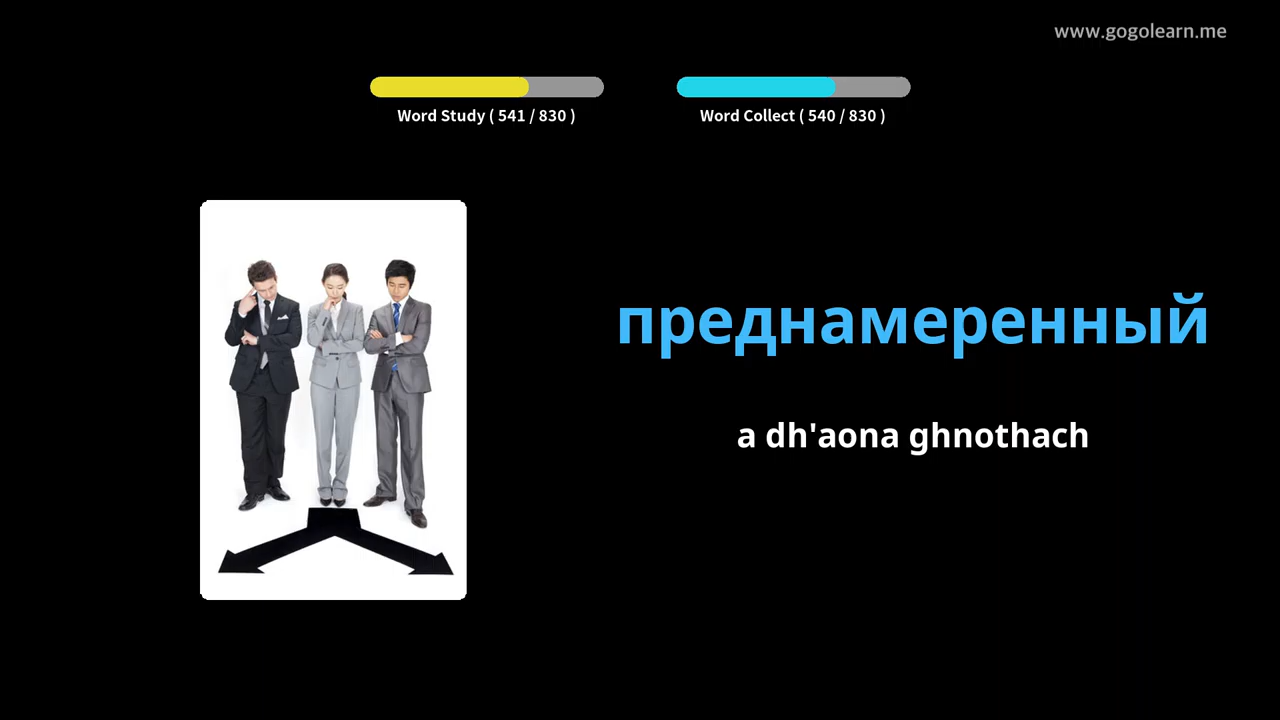 www.gogolearn.me
Word Study ( 541 / 830 )
Word Collect ( 540 / 830 )
преднамеренный
a dh'aona ghnothach